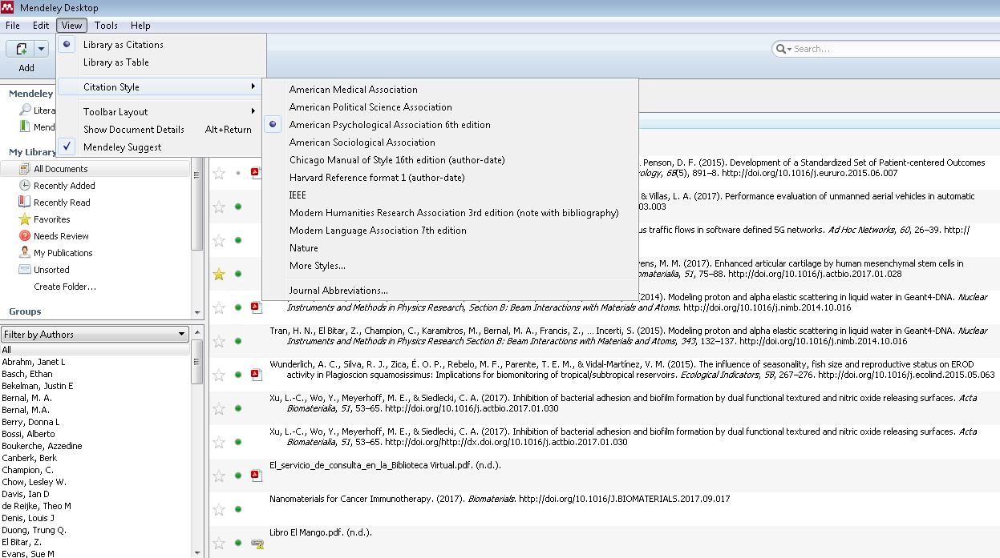 Mendeley Desktop
File Edit View Tools Help
Add
Search...
Library as Citations
Library as Table
Citation Style
Toolbar Layout
Show Document Details Alt+Return
Mendeley Suggest
American Medical Association
American Political Science Association
American Psychological Association 6th edition
American Sociological Association
Chicago Manual of Style 16th edition (author-date)
Harvard Reference format 1 (author-date)
IEEE
Modern Humanities Research Association 3rd edition (note with bibliography)
Modern Language Association 7th edition
Nature
More Styles...
Journal Abbreviations...
Mendeley
Litera
Mend
My Library
All Documents
Recently Added
Recently Read
Favorites
Needs Review
My Publications
Unsorted
Create Folder...
Groups
Filter by Authors
All
Abrahm, Janet L
Basch, Ethan
Bekelman, Justin E
Bernal, M. A.
Bernal, M.A.
Berry, Donna L
Bossi, Alberto
Boukerche, Azzedine
Canberk, Berk
Champion, C.
Chow, Lesley W.
Davis, Ian D
de Reijke, Theo M
Denis, Louis J
Duong, Trung Q.
El Bitar, Z.
Evans, Sue M
Penson, D. F. (2015). Development of a Standardized Set of Patient-centered Outcomes
ology, 68(5), 891–8. http://doi.org/10.1016/j.eururo.2015.06.007
& Villas, L. A. (2017). Performance evaluation of unmanned aerial vehicles in automatic
03.003
us traffic flows in software defined 5G networks. Ad Hoc Networks, 60, 26–39. http://
ens, M. M. (2017). Enhanced articular cartilage by human mesenchymal stem cells in
omaterialia, 51, 75–88. http://doi.org/10.1016/j.actbio.2017.01.028
2014). Modeling proton and alpha elastic scattering in liquid water in Geant4-DNA. Nuclear
Instruments and Methods in Physics Research, Section B: Beam Interactions with Materials and Atoms. http://doi.org/10.1016/j.nimb.2014.10.016
Tran, H. N., El Bitar, Z., Champion, C., Karamitros, M., Bernal, M. A., Francis, Z., ... Incerti, S. (2015). Modeling proton and alpha elastic scattering in liquid water in Geant4-DNA. Nuclear
Instruments and Methods in Physics Research Section B: Beam Interactions with Materials and Atoms, 343, 132–137. http://doi.org/10.1016/j.nimb.2014.10.016
Wunderlich, A. C., Silva, R. J., Zica, É. O. P., Rebelo, M. F., Parente, T. E. M., & Vidal-Martínez, V. M. (2015). The influence of seasonality, fish size and reproductive status on EROD
activity in Plagioscion squamosissimus: Implications for biomonitoring of tropical/subtropical reservoirs. Ecological Indicators, 58, 267–276. http://doi.org/10.1016/j.ecolind.2015.05.063
Xu, L.-C., Wo, Y., Meyerhoff, M. E., & Siedlecki, C. A. (2017). Inhibition of bacterial adhesion and biofilm formation by dual functional textured and nitric oxide releasing surfaces. Acta
Biomaterialia, 51, 53–65. http://doi.org/10.1016/j.actbio.2017.01.030
Xu, L.-C., Wo, Y., Meyerhoff, M. E., & Siedlecki, C. A. (2017). Inhibition of bacterial adhesion and biofilm formation by dual functional textured and nitric oxide releasing surfaces. Acta
Biomaterialia, 51, 53–65. http://doi.org/http://dx.doi.org/10.1016/j.actbio.2017.01.030
El_servicio_de_consulta_en_la_Biblioteca Virtual.pdf. (n.d.).
Nanomaterials for Cancer Immunotherapy. (2017). Biomaterials. http://doi.org/10.1016/J.BIOMATERIALS.2017.09.017
Libro El Mango.pdf. (n.d.).